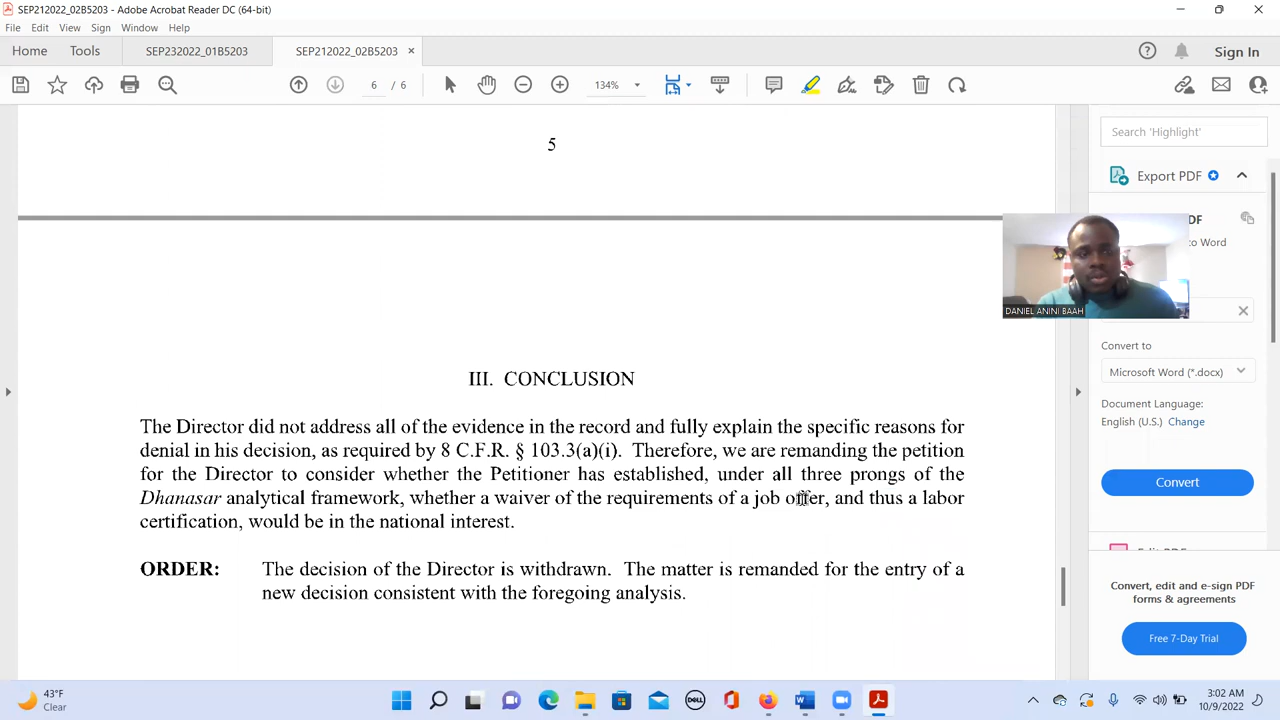 SEP212022_02B5203 - Adobe Acrobat Reader DC (64-bit)
File Edit View Sign Window Help
Home Tools SEP232022_01B5203 SEP212022_02B5203 × Sign In
6 / 6 134%
Search 'Highlight'
5
Export PDF
DF
to Word
DANIEL ANINI BAAH
Convert to
Microsoft Word (*.docx)
Document Language:
English (U.S.) Change
Convert
III. CONCLUSION
The Director did not address all of the evidence in the record and fully explain the specific reasons for
denial in his decision, as required by 8 C.F.R. § 103.3(a)(i). Therefore, we are remanding the petition
for the Director to consider whether the Petitioner has established, under all three prongs of the
Dhanasar analytical framework, whether a waiver of the requirements of a job offer, and thus a labor
certification, would be in the national interest.
ORDER: The decision of the Director is withdrawn. The matter is remanded for the entry of a
new decision consistent with the foregoing analysis.
Convert, edit and e-sign PDF
forms & agreements
Free 7-Day Trial
43°F
Clear
DELL
3:02 AM
10/9/2022